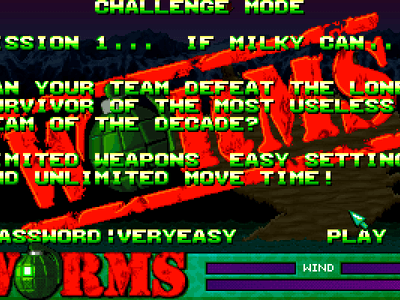 CHALLENGE MODE
ISSION 1... IF MILKY CAN..
AN YOUR TEAM DEFEAT THE LONE
URVIVOR OF THE MOST USELESS
EAM OF THE DECADE?
IMITED WEAPONS EASY SETTING
ND UNLIMITED MOVE TIME!
ASSWORD!VERYEASY PLAY
WORMS
WORMS
WIND